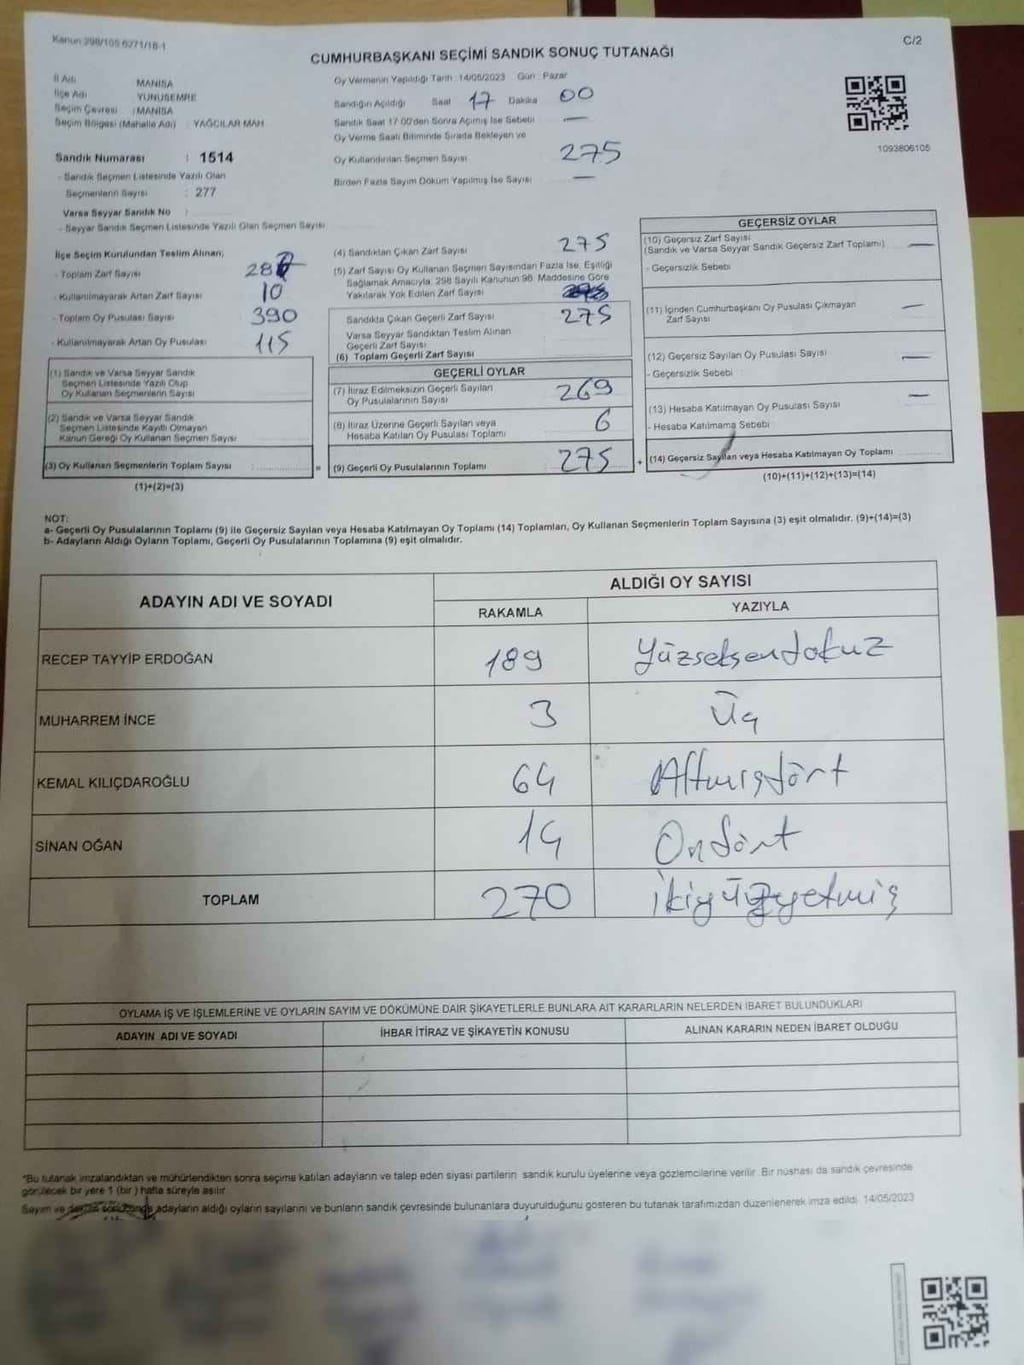 Kanun 298/105 6271/18-1
C/2
CUMHURBAŞKANI SEÇİMİ SANDIK SONUÇ TUTANAĞI
İl Adı MANİSA
İlçe Adı YUNUSEMRE
Seçim Çevresi : MANİSA
Seçim Bölgesi (Mahalle Adı) : YAĞCILAR MAH
Sandık Numarası : 1514
- Sandık Seçmen Listesinde Yazılı Olan
Seçmenlerin Sayısı : 277
Varsa Seyyar Sandık No :
- Seyyar Sandık Seçmen Listesinde Yazılı Olan Seçmen Sayısı
Oy Vermenin Yapıldığı Tarih : 14/05/2023 Gün : Pazar
Sandığın Açıldığı Saat 17 Dakika 00
Sandık Saat 17:00'den Sonra Açmış İse Sebebi —
Oy Verme Saati Bitiminde Sırada Bekleyen ve
Oy Kullandırılan Seçmen Sayısı 275
Birden Fazla Sayım Döküm Yapılmış İse Sayısı —
1093806105
İlçe Seçim Kurulundan Teslim Alınan;
- Toplam Zarf Sayısı
- Kullanılmayarak Artan Zarf Sayısı 10
- Toplam Oy Pusulası Sayısı 390
- Kullanılmayarak Artan Oy Pusulası 115
(1) Sandık ve Varsa Seyyar Sandık
Seçmen Listesinde Yazılı Olup
Oy Kullanan Seçmenlerin Sayısı
(2) Sandık ve Varsa Seyyar Sandık
Seçmen Listesinde Kayıtlı Olmayan
Kanun Gereği Oy Kullanan Seçmen Sayısı
(3) Oy Kullanan Seçmenlerin Toplam Sayısı :
(1)+(2)=(3)
(4) Sandıktan Çıkan Zarf Sayısı 275
(5) Zarf Sayısı Oy Kullanan Seçmen Sayısından Fazla İse, Eşitliği
Sağlamak Amacıyla, 298 Sayılı Kanunun 98. Maddesine Göre
Yakılarak Yok Edilen Zarf Sayısı
Sandıkta Çıkan Geçerli Zarf Sayısı 275
Varsa Seyyar Sandıktan Teslim Alınan
Geçerli Zarf Sayısı
(6) Toplam Geçerli Zarf Sayısı
GEÇERLİ OYLAR
(7) İtiraz Edilmeksizin Geçerli Sayılan
Oy Pusulalarının Sayısı 269
(8) İtiraz Üzerine Geçerli Sayılan veya
Hesaba Katılan Oy Pusulası Toplamı 6
= (9) Geçerli Oy Pusulalarının Toplamı 275 +
GEÇERSİZ OYLAR
(10) Geçersiz Zarf Sayısı
(Sandık ve Varsa Seyyar Sandık Geçersiz Zarf Toplamı) —
- Geçersizlik Sebebi
(11) İçinden Cumhurbaşkanı Oy Pusulası Çıkmayan
Zarf Sayısı —
(12) Geçersiz Sayılan Oy Pusulası Sayısı —
- Geçersizlik Sebebi :
(13) Hesaba Katılmayan Oy Pusulası Sayısı —
- Hesaba Katılmama Sebebi
(14) Geçersiz Sayılan veya Hesaba Katılmayan Oy Toplamı
(10)+(11)+(12)+(13)=(14)
NOT:
a- Geçerli Oy Pusulalarının Toplamı (9) ile Geçersiz Sayılan veya Hesaba Katılmayan Oy Toplamı (14) Toplamları, Oy Kullanan Seçmenlerin Toplam Sayısına (3) eşit olmalıdır. (9)+(14)=(3)
b- Adayların Aldığı Oyların Toplamı, Geçerli Oy Pusulalarının Toplamına (9) eşit olmalıdır.
ADAYIN ADI VE SOYADI
ALDIĞI OY SAYISI
RAKAMLA YAZIYLA
RECEP TAYYİP ERDOĞAN 189 Yüzseksendokuz
MUHARREM İNCE 3 Üç
KEMAL KILIÇDAROĞLU 64 Altmışdört
SİNAN OĞAN 14 Ondört
TOPLAM 270 İkiyüzyetmiş
OYLAMA İŞ VE İŞLEMLERİNE VE OYLARIN SAYIM VE DÖKÜMÜNE DAİR ŞİKAYETLERLE BUNLARA AİT KARARLARIN NELERDEN İBARET BULUNDUKLARI
ADAYIN ADI VE SOYADI İHBAR İTİRAZ VE ŞİKAYETİN KONUSU ALINAN KARARIN NEDEN İBARET OLDUĞU
*Bu tutanak imzalandıktan ve mühürlendikten sonra seçime katılan adayların ve talep eden siyasi partilerin sandık kurulu üyelerine veya gözlemcilerine verilir. Bir nüshası da sandık çevresinde
görülecek bir yere 1 (bir) hafta süreyle asılır
Sayım ve döküm sonucunda adayların aldığı oyların sayılarını ve bunların sandık çevresinde bulunanlara duyurulduğunu gösteren bu tutanak tarafımızdan düzenlenerek imza edildi. 14/05/2023